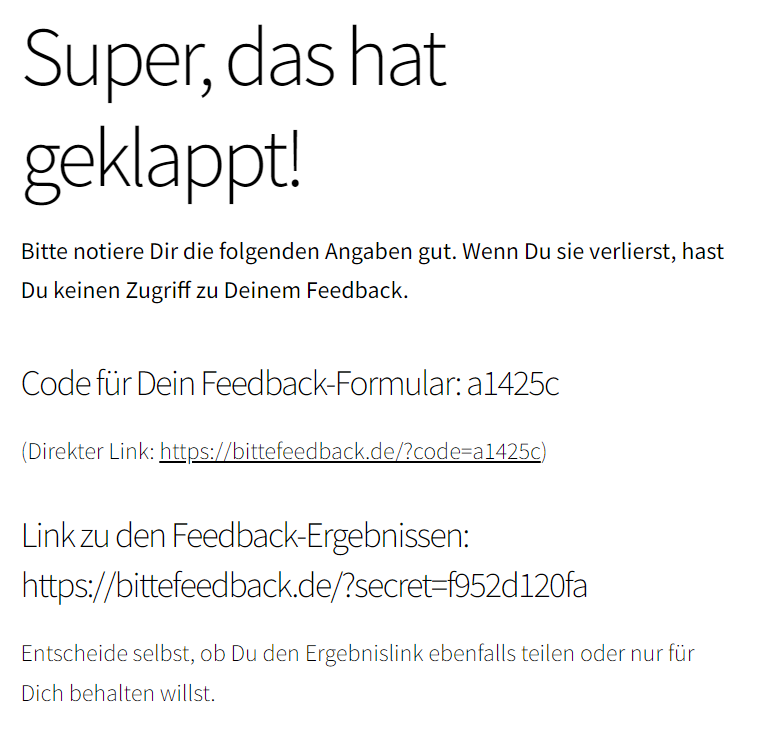 Super, das hat
geklappt!
Bitte notiere Dir die folgenden Angaben gut. Wenn Du sie verlierst, hast
Du keinen Zugriff zu Deinem Feedback.
Code für Dein Feedback-Formular: a1425c
(Direkter Link: https://bittefeedback.de/?code=a1425c)
Link zu den Feedback-Ergebnissen:
https://bittefeedback.de/?secret=f952d120fa
Entscheide selbst, ob Du den Ergebnislink ebenfalls teilen oder nur für
Dich behalten willst.